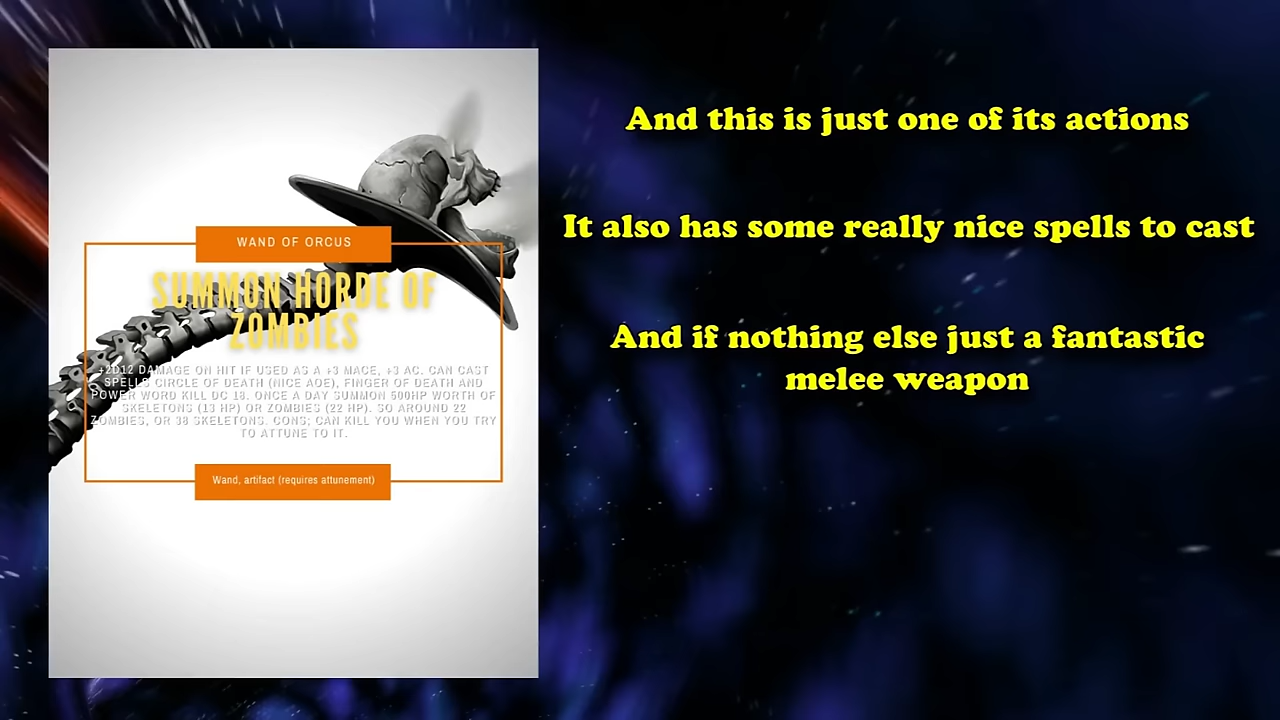 WAND OF ORCUS
SUMMON HORDE OF
ZOMBIES
+2D12 DAMAGE ON HIT IF USED AS A +3 MACE, +3 AC. CAN CAST
SPELLS CIRCLE OF DEATH (NICE AOE), FINGER OF DEATH AND
POWER WORD KILL DC 18. ONCE A DAY SUMMON 500HP WORTH OF
SKELETONS (13 HP) OR ZOMBIES (22 HP). SO AROUND 22
ZOMBIES, OR 38 SKELETONS. CONS; CAN KILL YOU WHEN YOU TRY
TO ATTUNE TO IT.
Wand, artifact (requires attunement)
And this is just one of its actions
It also has some really nice spells to cast
And if nothing else just a fantastic
melee weapon